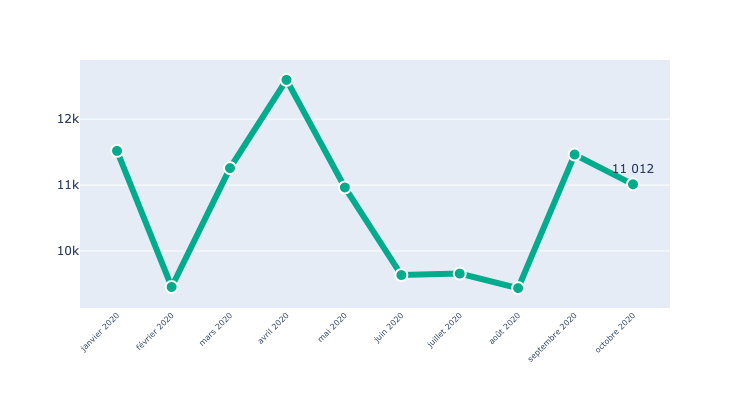 12k
11k
10k
11 012
janvier 2020
février 2020
mars 2020
avril 2020
mai 2020
juin 2020
juillet 2020
août 2020
septembre 2020
octobre 2020